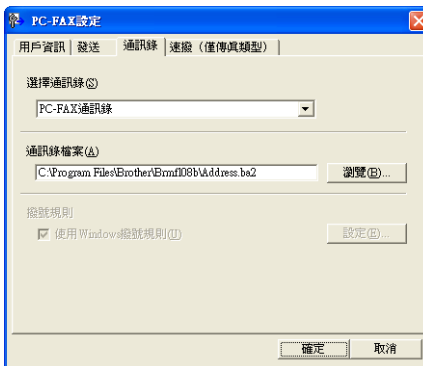 PC-FAX設定
用戶資訊 發送 通訊錄 速撥（僅傳真類型）
選擇通訊錄(S)
PC-FAX通訊錄
通訊錄檔案(A)
C:\Program Files\Brother\Brmfl08b\Address.ba2 瀏覽(B)...
撥號規則
使用Windows撥號規則(U) 設定(E)...
確定 取消